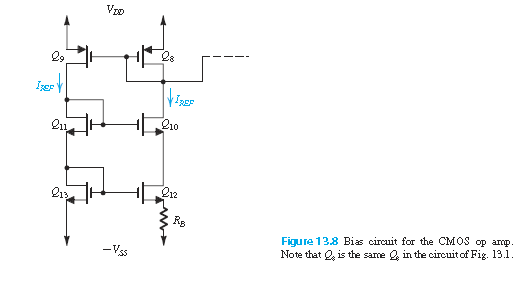 V_DD
Q_9
Q_8
I_REF
I_REF
Q_11
Q_10
Q_13
Q_12
R_B
–V_SS
Figure 13.8 Bias circuit for the CMOS op amp.
Note that Q_8 is the same Q_8 in the circuit of Fig. 13.1.